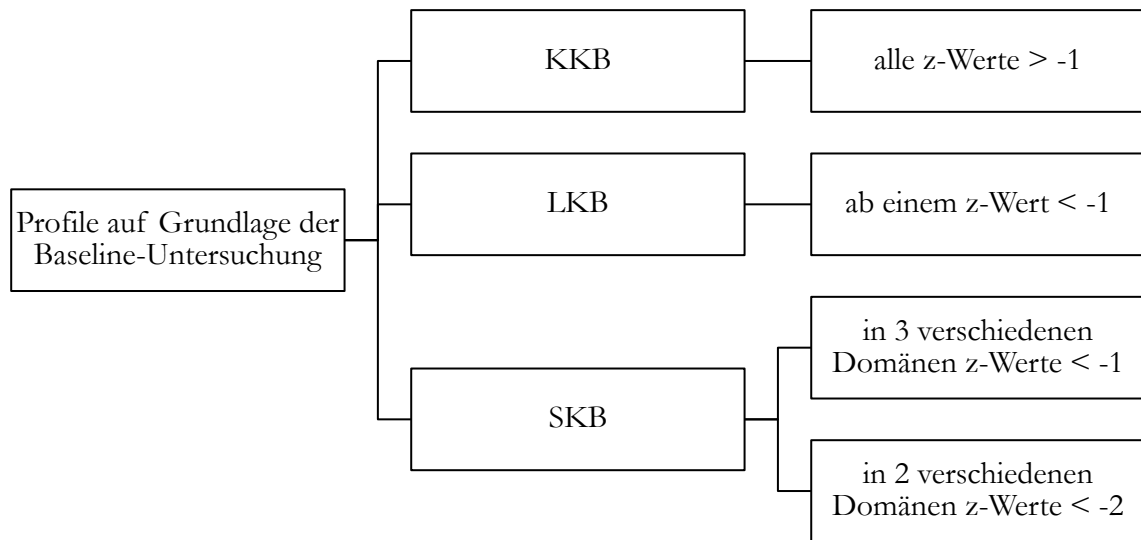 Profile auf Grundlage der
Baseline-Untersuchung
KKB
alle z-Werte > -1
LKB
ab einem z-Wert < -1
SKB
in 3 verschiedenen
Domänen z-Werte < -1
in 2 verschiedenen
Domänen z-Werte < -2